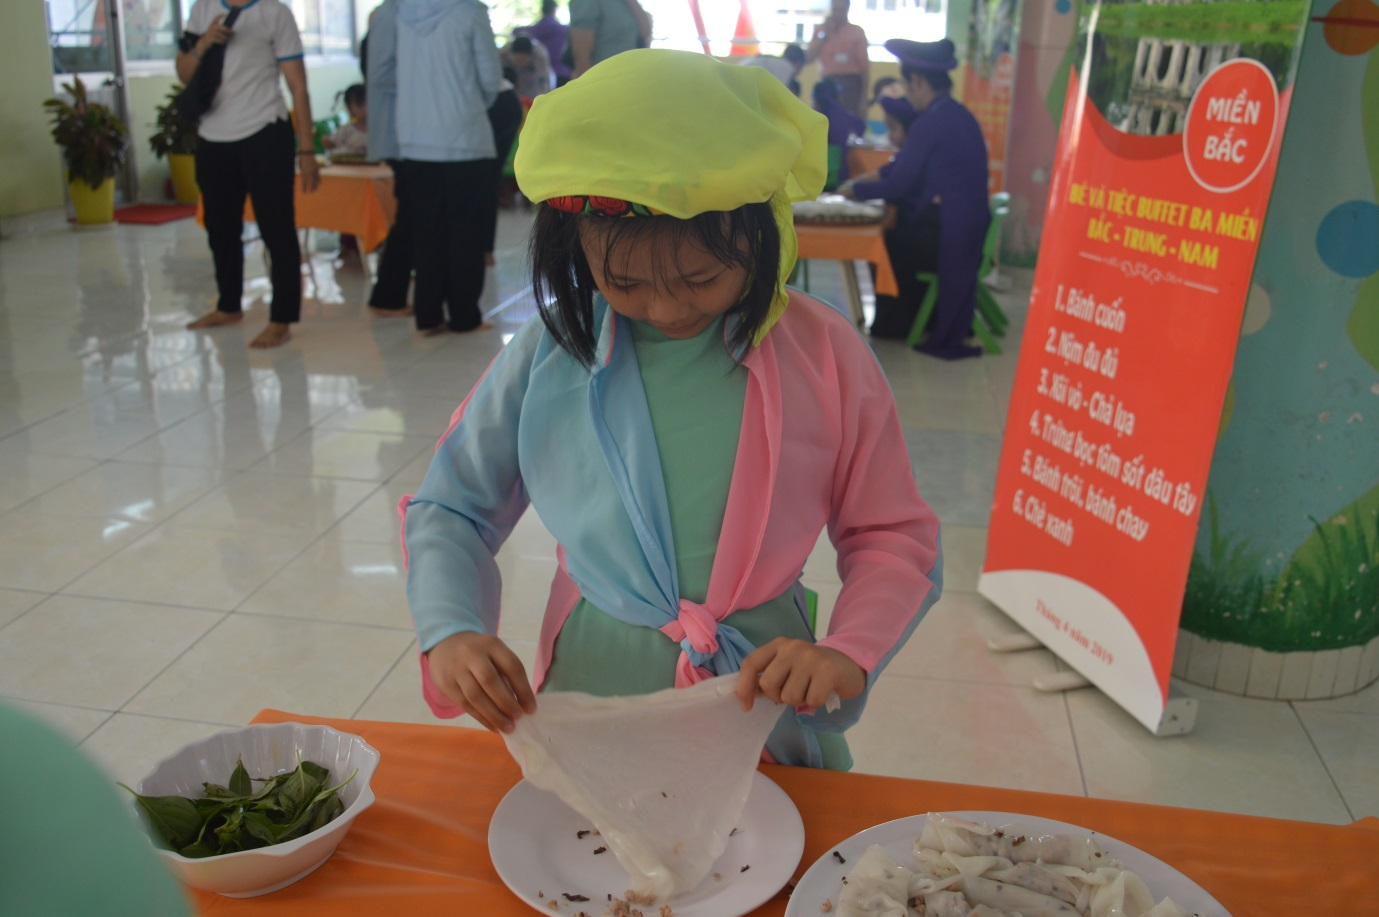 MIỀN
BẮC
BÉ VÀ TIỆC BUFFET BA MIỀN
BẮC - TRUNG - NAM
1. Bánh cuốn
2. Nộm đu đủ
3. Xôi vò - Chả lụa
4. Trứng bọc tôm sốt dâu tây
5. Bánh trôi, bánh chay
6. Chè xanh
Tháng 4 năm 2019